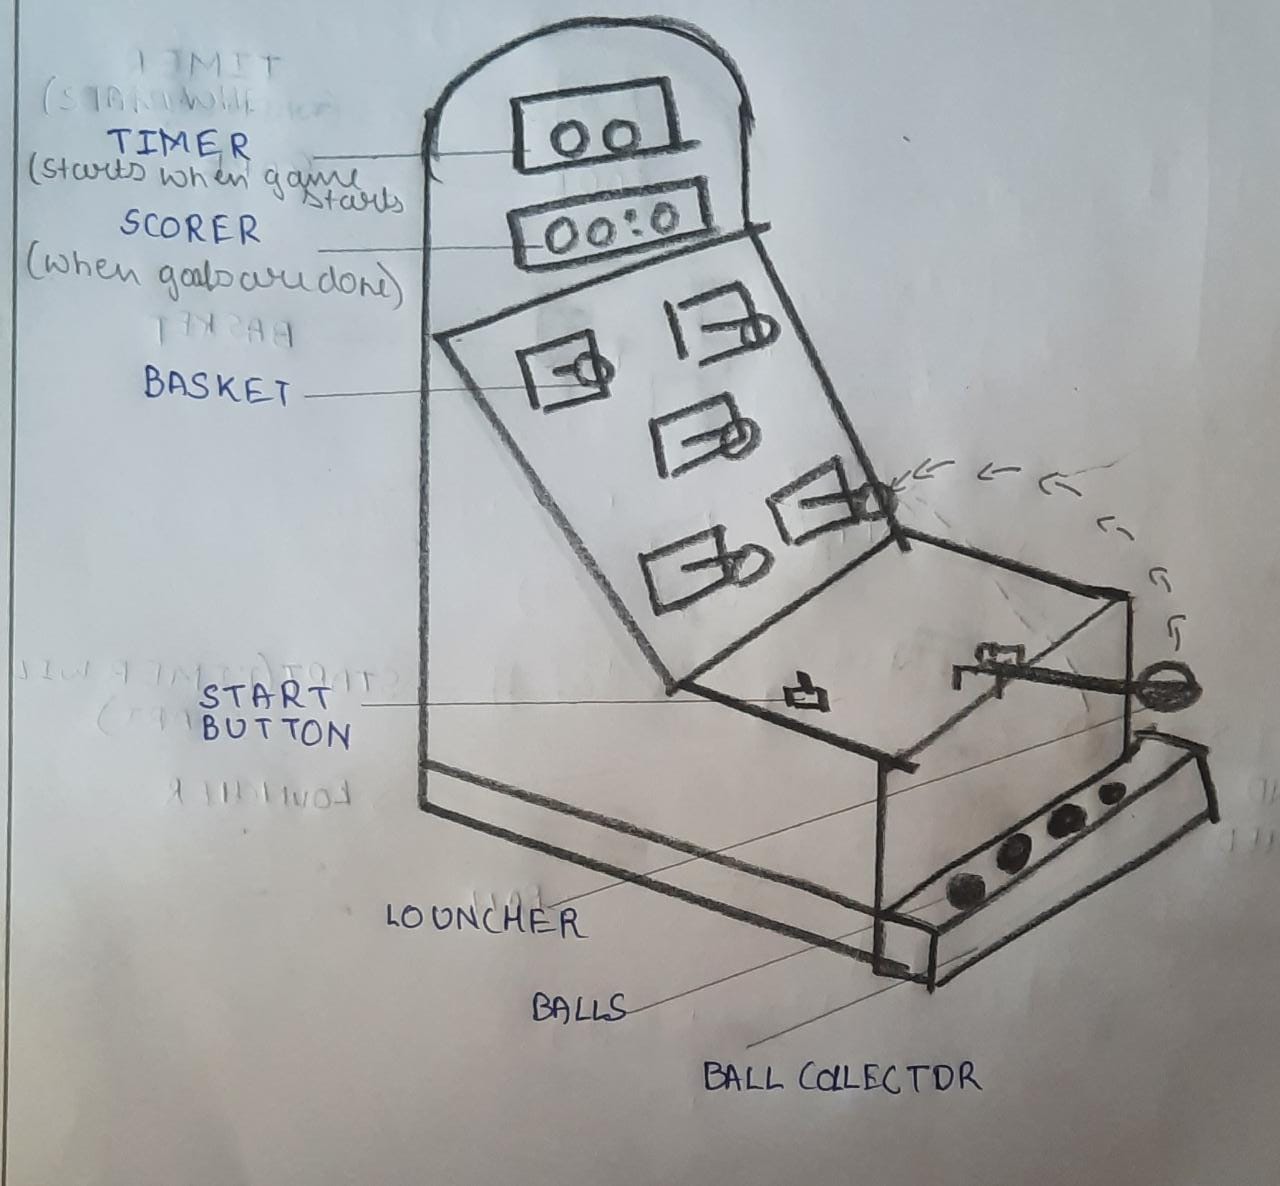 TIMER
(starts when game
starts
SCORER
(when goals are done)
BASKET
START
BUTTON
LOUNCHER
BALLS
BALL COLLECTOR
00
00:0